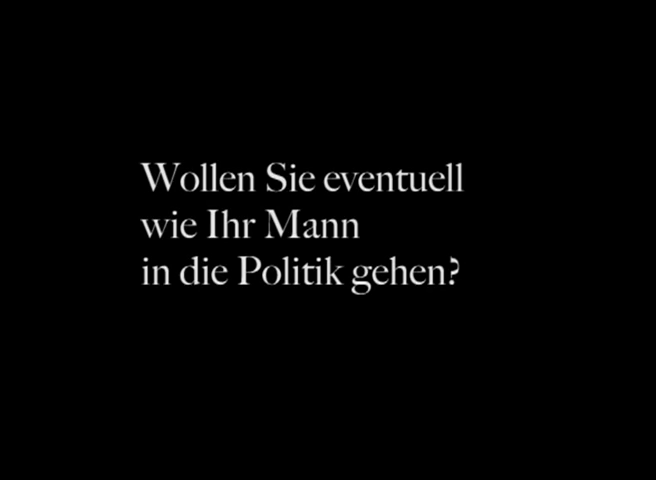 Wollen Sie eventuell
wie Ihr Mann
in die Politik gehen?